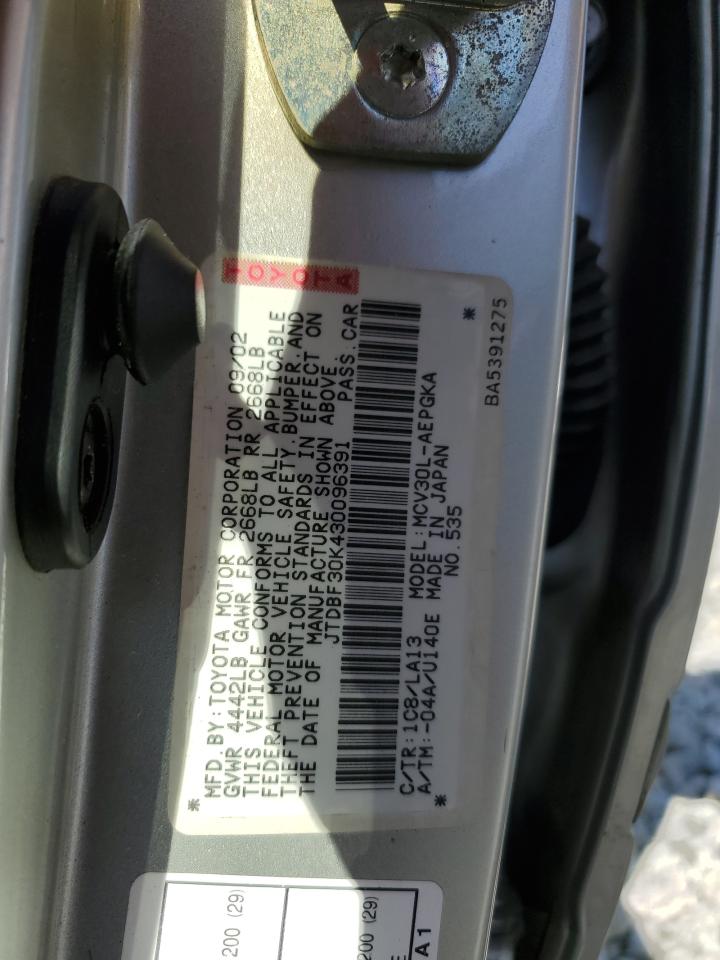 TOYOTA
MFD.BY:TOYOTA MOTOR CORPORATION 09/02
GVWR 4442LB GAWR FR 2668LB RR 2668LB
THIS VEHICLE CONFORMS TO ALL APPLICABLE
FEDERAL MOTOR VEHICLE SAFETY,BUMPER,AND
THEFT PREVENTION STANDARDS IN EFFECT ON
THE DATE OF MANUFACTURE SHOWN ABOVE.
JTDBF30K430096391 PASS.CAR
C/TR:1C8/LA13 MODEL:MCV30L-AEPGKA
A/TM:-04A/U140E MADE IN JAPAN
* NO.535 *
BA5391275
200 (29)
200 (29)
A1